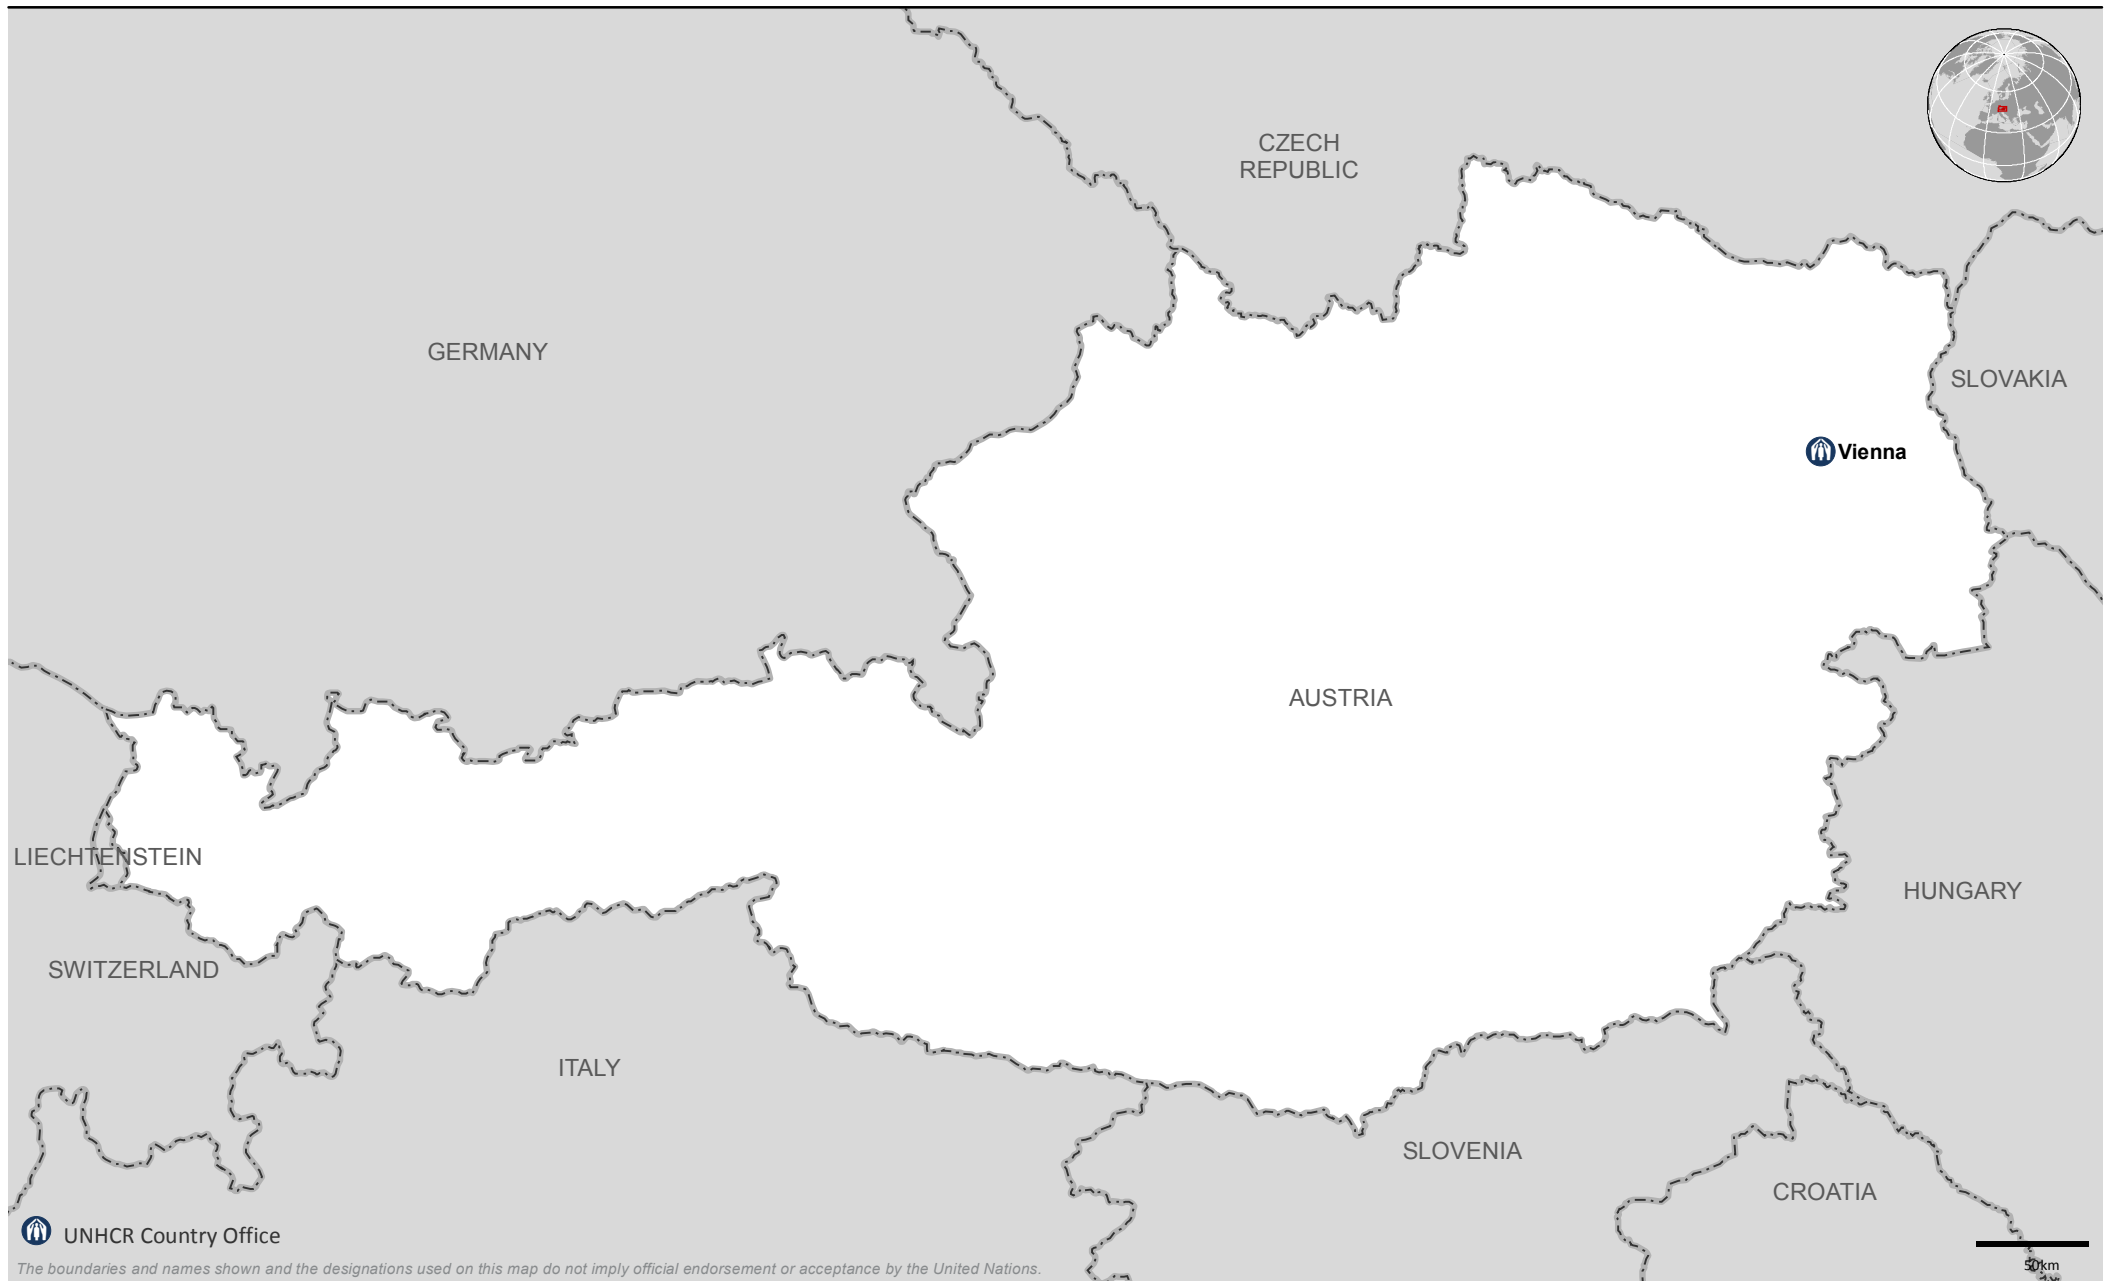 CZECH
REPUBLIC
GERMANY
SLOVAKIA
Vienna
AUSTRIA
LIECHTENSTEIN
HUNGARY
SWITZERLAND
ITALY
SLOVENIA
CROATIA
UNHCR Country Office
50km
The boundaries and names shown and the designations used on this map do not imply official endorsement or acceptance by the United Nations.